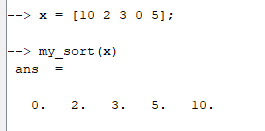 --> x = [10 2 3 0 5];
--> my_sort(x)
ans  =
0.   2.   3.   5.   10.